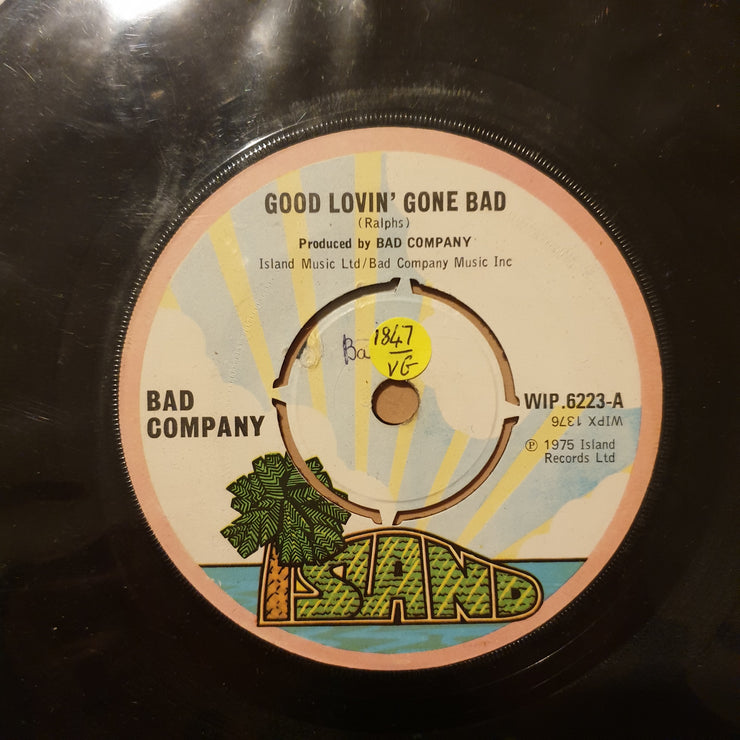 GOOD LOVIN' GONE BAD
(Ralphs)
Produced by BAD COMPANY
Island Music Ltd/Bad Company Music Inc
1847
VG
Ba
BAD
COMPANY
WIP.6223-A
WIPX 1376
℗ 1975 Island
Records Ltd
ISLAND